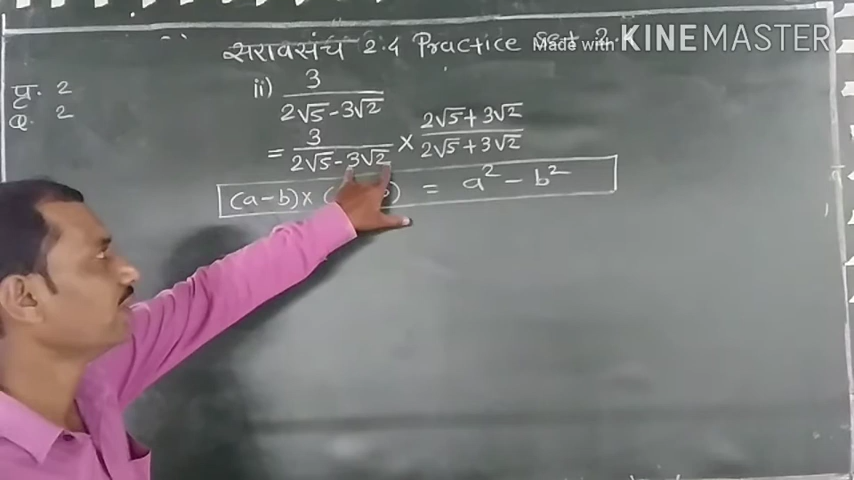 सरावसंच 2.4 Practice Set 2.
Made with KINEMASTER
प्र. 2
Q. 2
ii) 3 / 2√5 - 3√2
= 3 / 2√5 - 3√2 × 2√5 + 3√2 / 2√5 + 3√2
(a-b)× ( ) = a² - b²